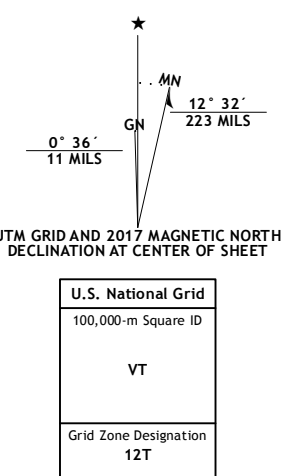 MN
GN
12° 32´
223 MILS
0° 36´
11 MILS
UTM GRID AND 2017 MAGNETIC NORTH
DECLINATION AT CENTER OF SHEET
U.S. National Grid
100,000-m Square ID
VT
Grid Zone Designation
12T